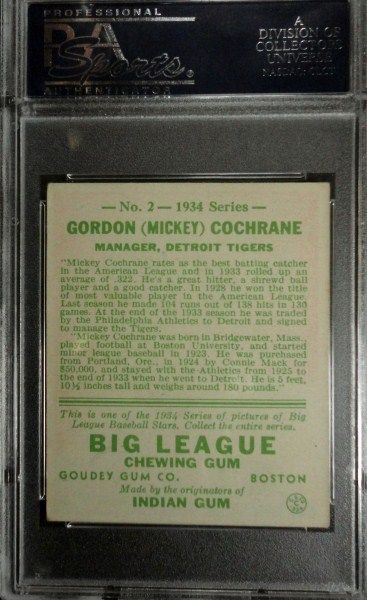 PROFESSIONAL
PSA
Sports®
AUTHENTICATOR
A
DIVISION OF
COLLECTORS
UNIVERSE
NASDAQ: CLCT
— No. 2 — 1934 Series —
GORDON (MICKEY) COCHRANE
MANAGER, DETROIT TIGERS
"Mickey Cochrane rates as the best batting catcher
in the American League and in 1933 rolled up an
average of .322. He's a great hitter, a shrewd ball
player and a good catcher. In 1928 he won the title
of most valuable player in the American League.
Last season he made 104 runs out of 138 hits in 130
games. At the end of the 1933 season he was traded
by the Philadelphia Athletics to Detroit and signed
to manage the Tigers.
"Mickey Cochrane was born in Bridgewater, Mass.,
played football at Boston University, and started
minor league baseball in 1923. He was purchased
from Portland, Ore., in 1924 by Connie Mack for
$50,000, and stayed with the Athletics from 1925 to
the end of 1933 when he went to Detroit. He is 5 feet,
10½ inches tall and weighs around 180 pounds."
This is one of the 1934 Series of pictures of Big
League Baseball Stars. Collect the entire series.
BIG LEAGUE
CHEWING GUM
GOUDEY GUM CO. BOSTON
Made by the originators of
INDIAN GUM